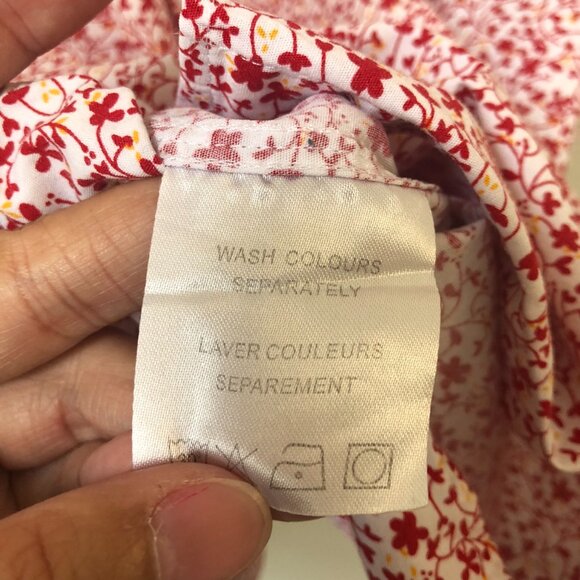 WASH COLOURS
SEPARATELY
LAVER COULEURS
SEPAREMENT